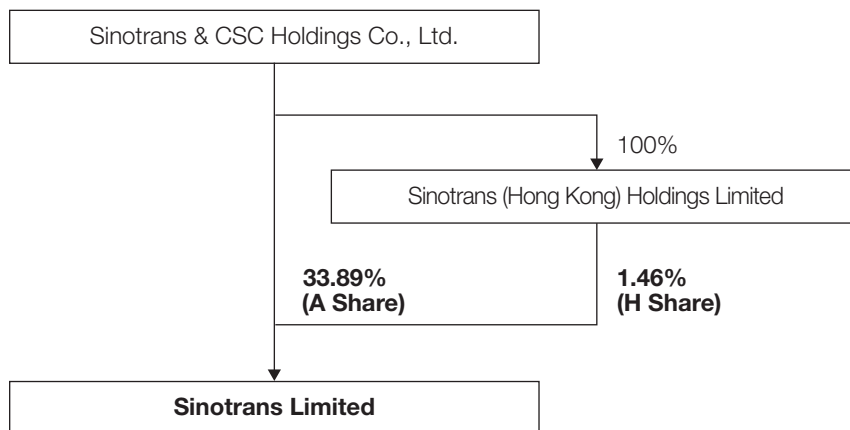 Sinotrans & CSC Holdings Co., Ltd.
100%
Sinotrans (Hong Kong) Holdings Limited
33.89%
(A Share)
1.46%
(H Share)
Sinotrans Limited